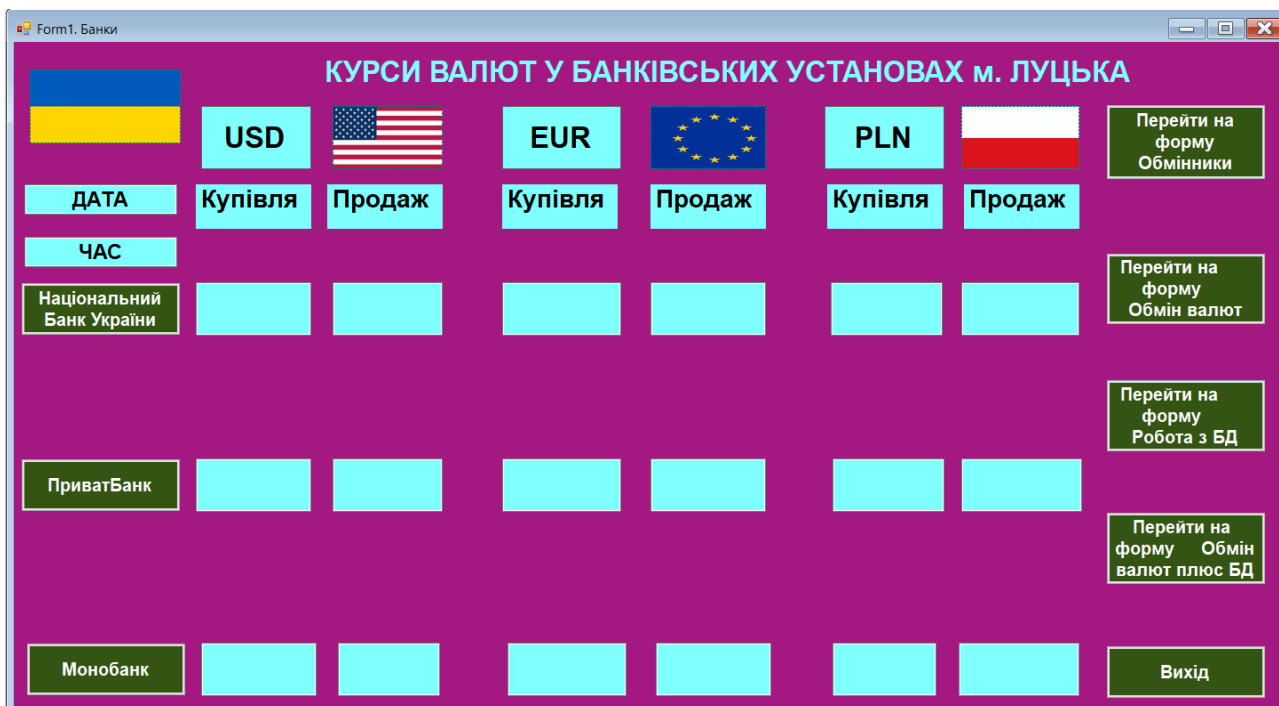 Form1. Банки
КУРСИ ВАЛЮТ У БАНКІВСЬКИХ УСТАНОВАХ м. ЛУЦЬКА
USD
EUR
PLN
Перейти на
форму
Обмінники
ДАТА
Купівля
Продаж
Купівля
Продаж
Купівля
Продаж
ЧАС
Перейти на
форму
Обмін валют
Національний
Банк України
Перейти на
форму
Робота з БД
ПриватБанк
Перейти на
форму Обмін
валют плюс БД
Монобанк
Вихід